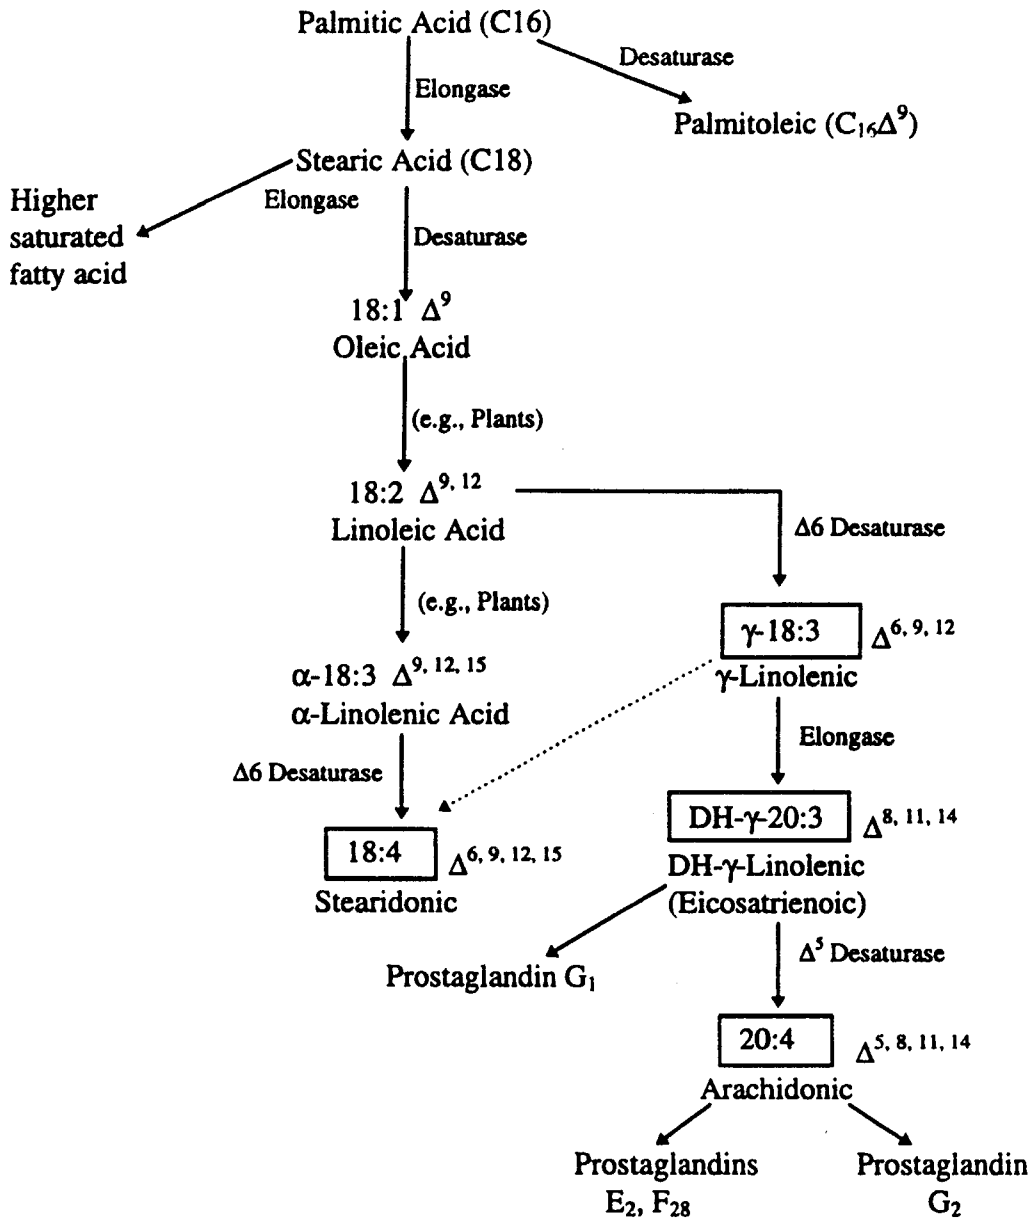 Palmitic Acid (C16)
Desaturase
Elongase
Palmitoleic (C₁₆Δ⁹)
Stearic Acid (C18)
Elongase
Higher
saturated
fatty acid
Desaturase
18:1 Δ⁹
Oleic Acid
(e.g., Plants)
18:2 Δ⁹, ¹²
Linoleic Acid
Δ6 Desaturase
(e.g., Plants)
γ-18:3 Δ⁶, ⁹, ¹²
γ-Linolenic
α-18:3 Δ⁹, ¹², ¹⁵
α-Linolenic Acid
Elongase
Δ6 Desaturase
DH-γ-20:3 Δ⁸, ¹¹, ¹⁴
DH-γ-Linolenic
(Eicosatrienoic)
18:4 Δ⁶, ⁹, ¹², ¹⁵
Stearidonic
Δ⁵ Desaturase
Prostaglandin G₁
20:4 Δ⁵, ⁸, ¹¹, ¹⁴
Arachidonic
Prostaglandins
E₂, F₂₈
Prostaglandin
G₂